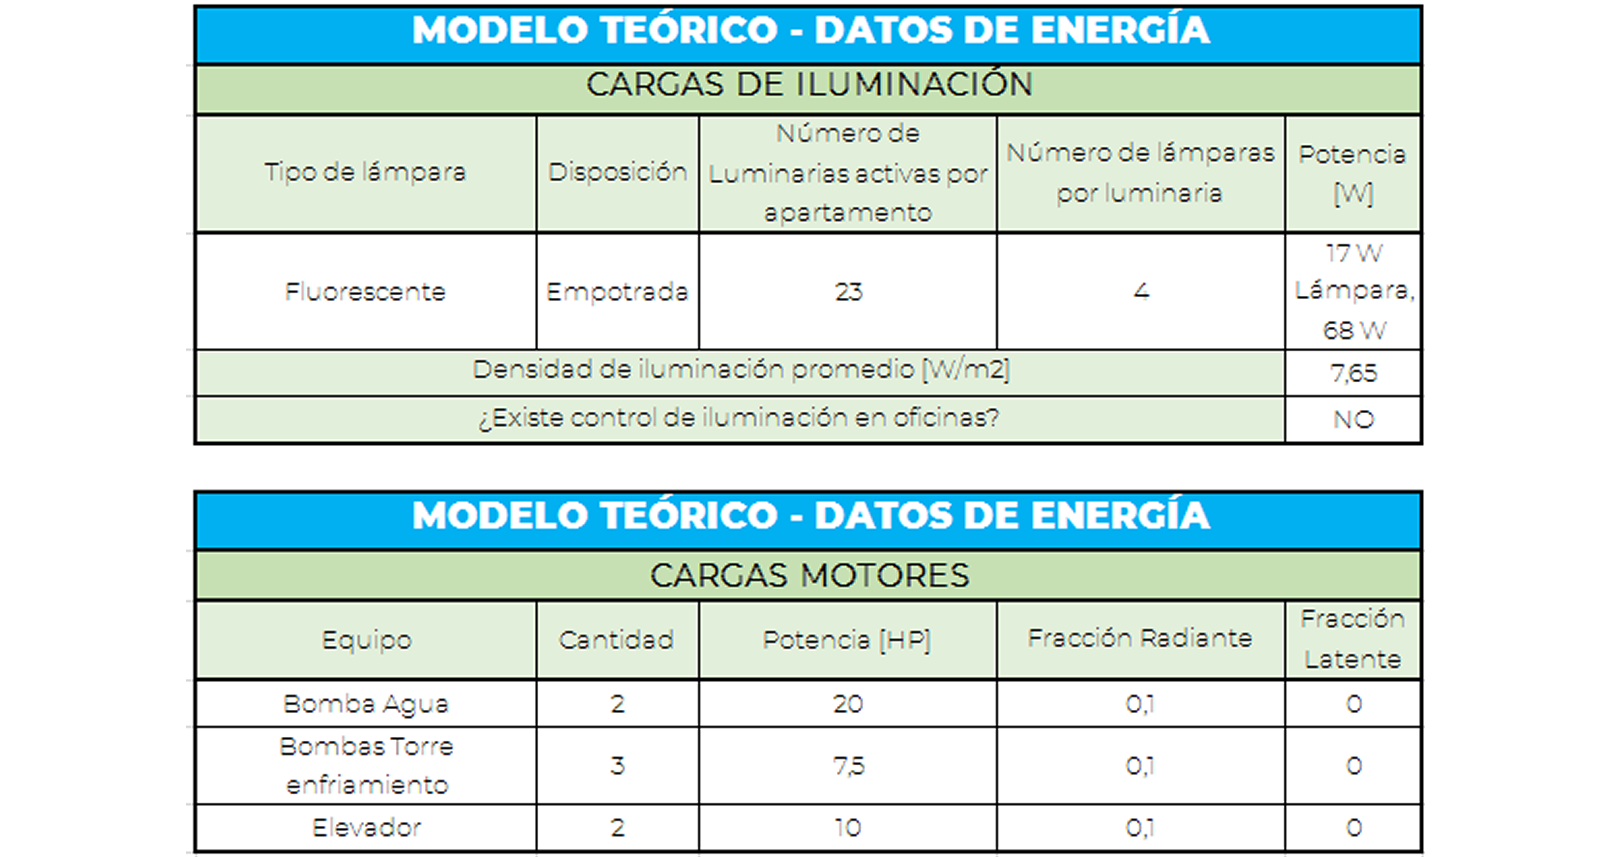 MODELO TEÓRICO - DATOS DE ENERGÍA
CARGAS DE ILUMINACIÓN
Tipo de lámpara
Disposición
Número de
Luminarias activas por
apartamento
Número de lámparas
por luminaria
Potencia
[W]
Fluorescente
Empotrada
23
4
17 W
Lámpara,
68 W
Densidad de iluminación promedio [W/m2]
7,65
¿Existe control de iluminación en oficinas?
NO
MODELO TEÓRICO - DATOS DE ENERGÍA
CARGAS MOTORES
Equipo
Cantidad
Potencia [HP]
Fracción Radiante
Fracción
Latente
Bomba Agua
2
20
0,1
0
Bombas Torre
enfriamiento
3
7,5
0,1
0
Elevador
2
10
0,1
0